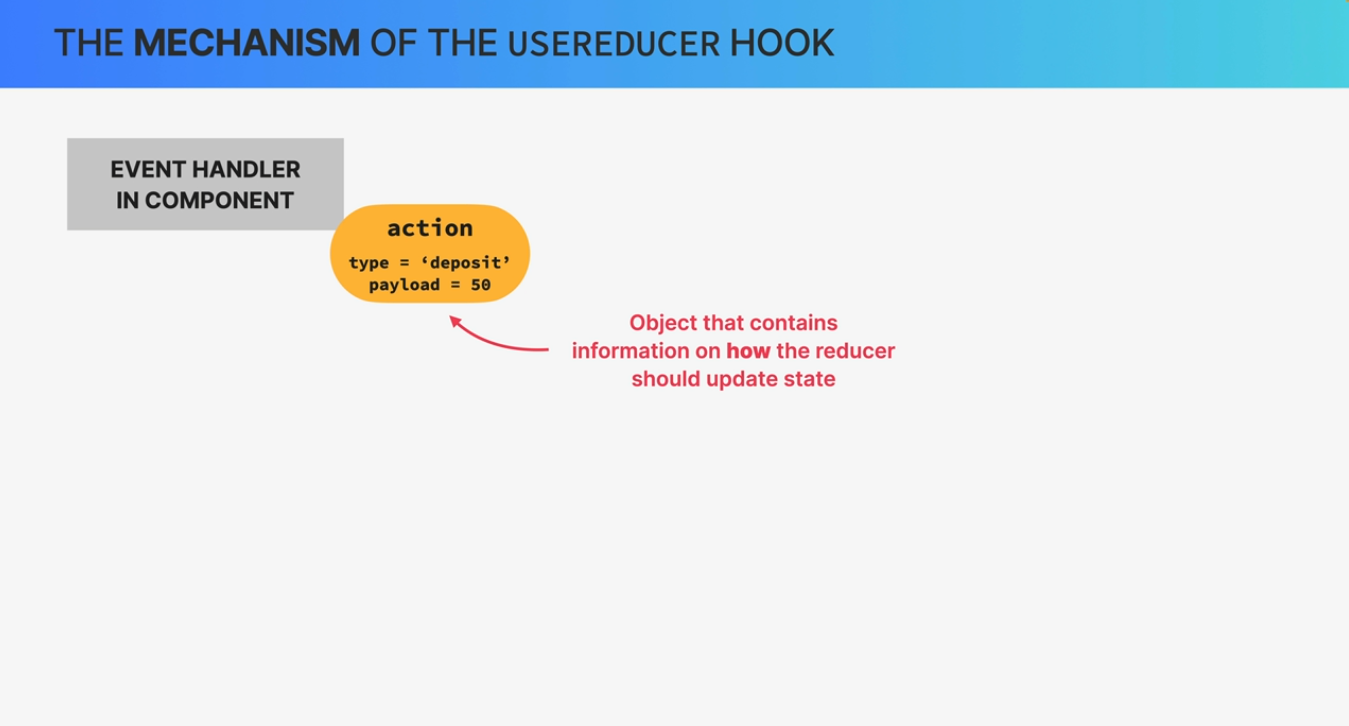 THE MECHANISM OF THE USEREDUCER HOOK
EVENT HANDLER
IN COMPONENT
action
type = ‘deposit’
payload = 50
Object that contains
information on how the reducer
should update state